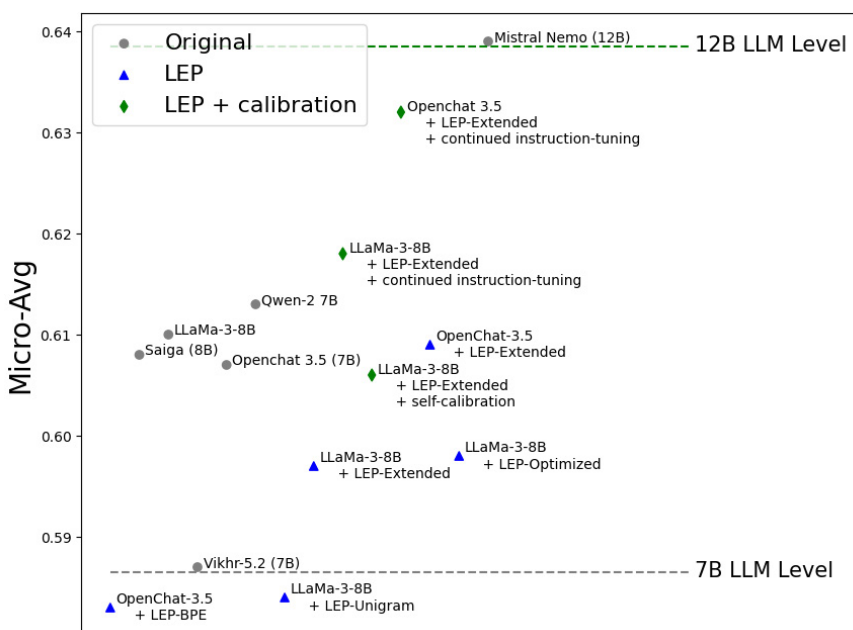 0.64
0.63
0.62
0.61
0.60
0.59
Micro-Avg
Original
LEP
LEP + calibration
Mistral Nemo (12B)
12B LLM Level
Openchat 3.5
+ LEP-Extended
+ continued instruction-tuning
LLaMa-3-8B
+ LEP-Extended
+ continued instruction-tuning
Qwen-2 7B
LLaMa-3-8B
Saiga (8B)
Openchat 3.5 (7B)
OpenChat-3.5
+ LEP-Extended
LLaMa-3-8B
+ LEP-Extended
+ self-calibration
LLaMa-3-8B
+ LEP-Extended
LLaMa-3-8B
+ LEP-Optimized
Vikhr-5.2 (7B)
7B LLM Level
OpenChat-3.5
+ LEP-BPE
LLaMa-3-8B
+ LEP-Unigram